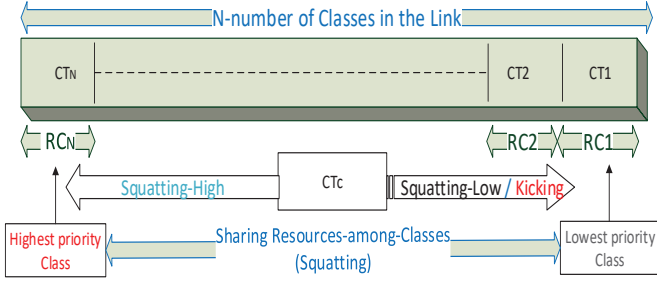 N-number of Classes in the Link
CTN CT2 CT1
RCN RC2 RC1
CTc
Squatting-High Squatting-Low / Kicking
Highest priority
Class
Sharing Resources-among-Classes
(Squatting)
Lowest priority
Class